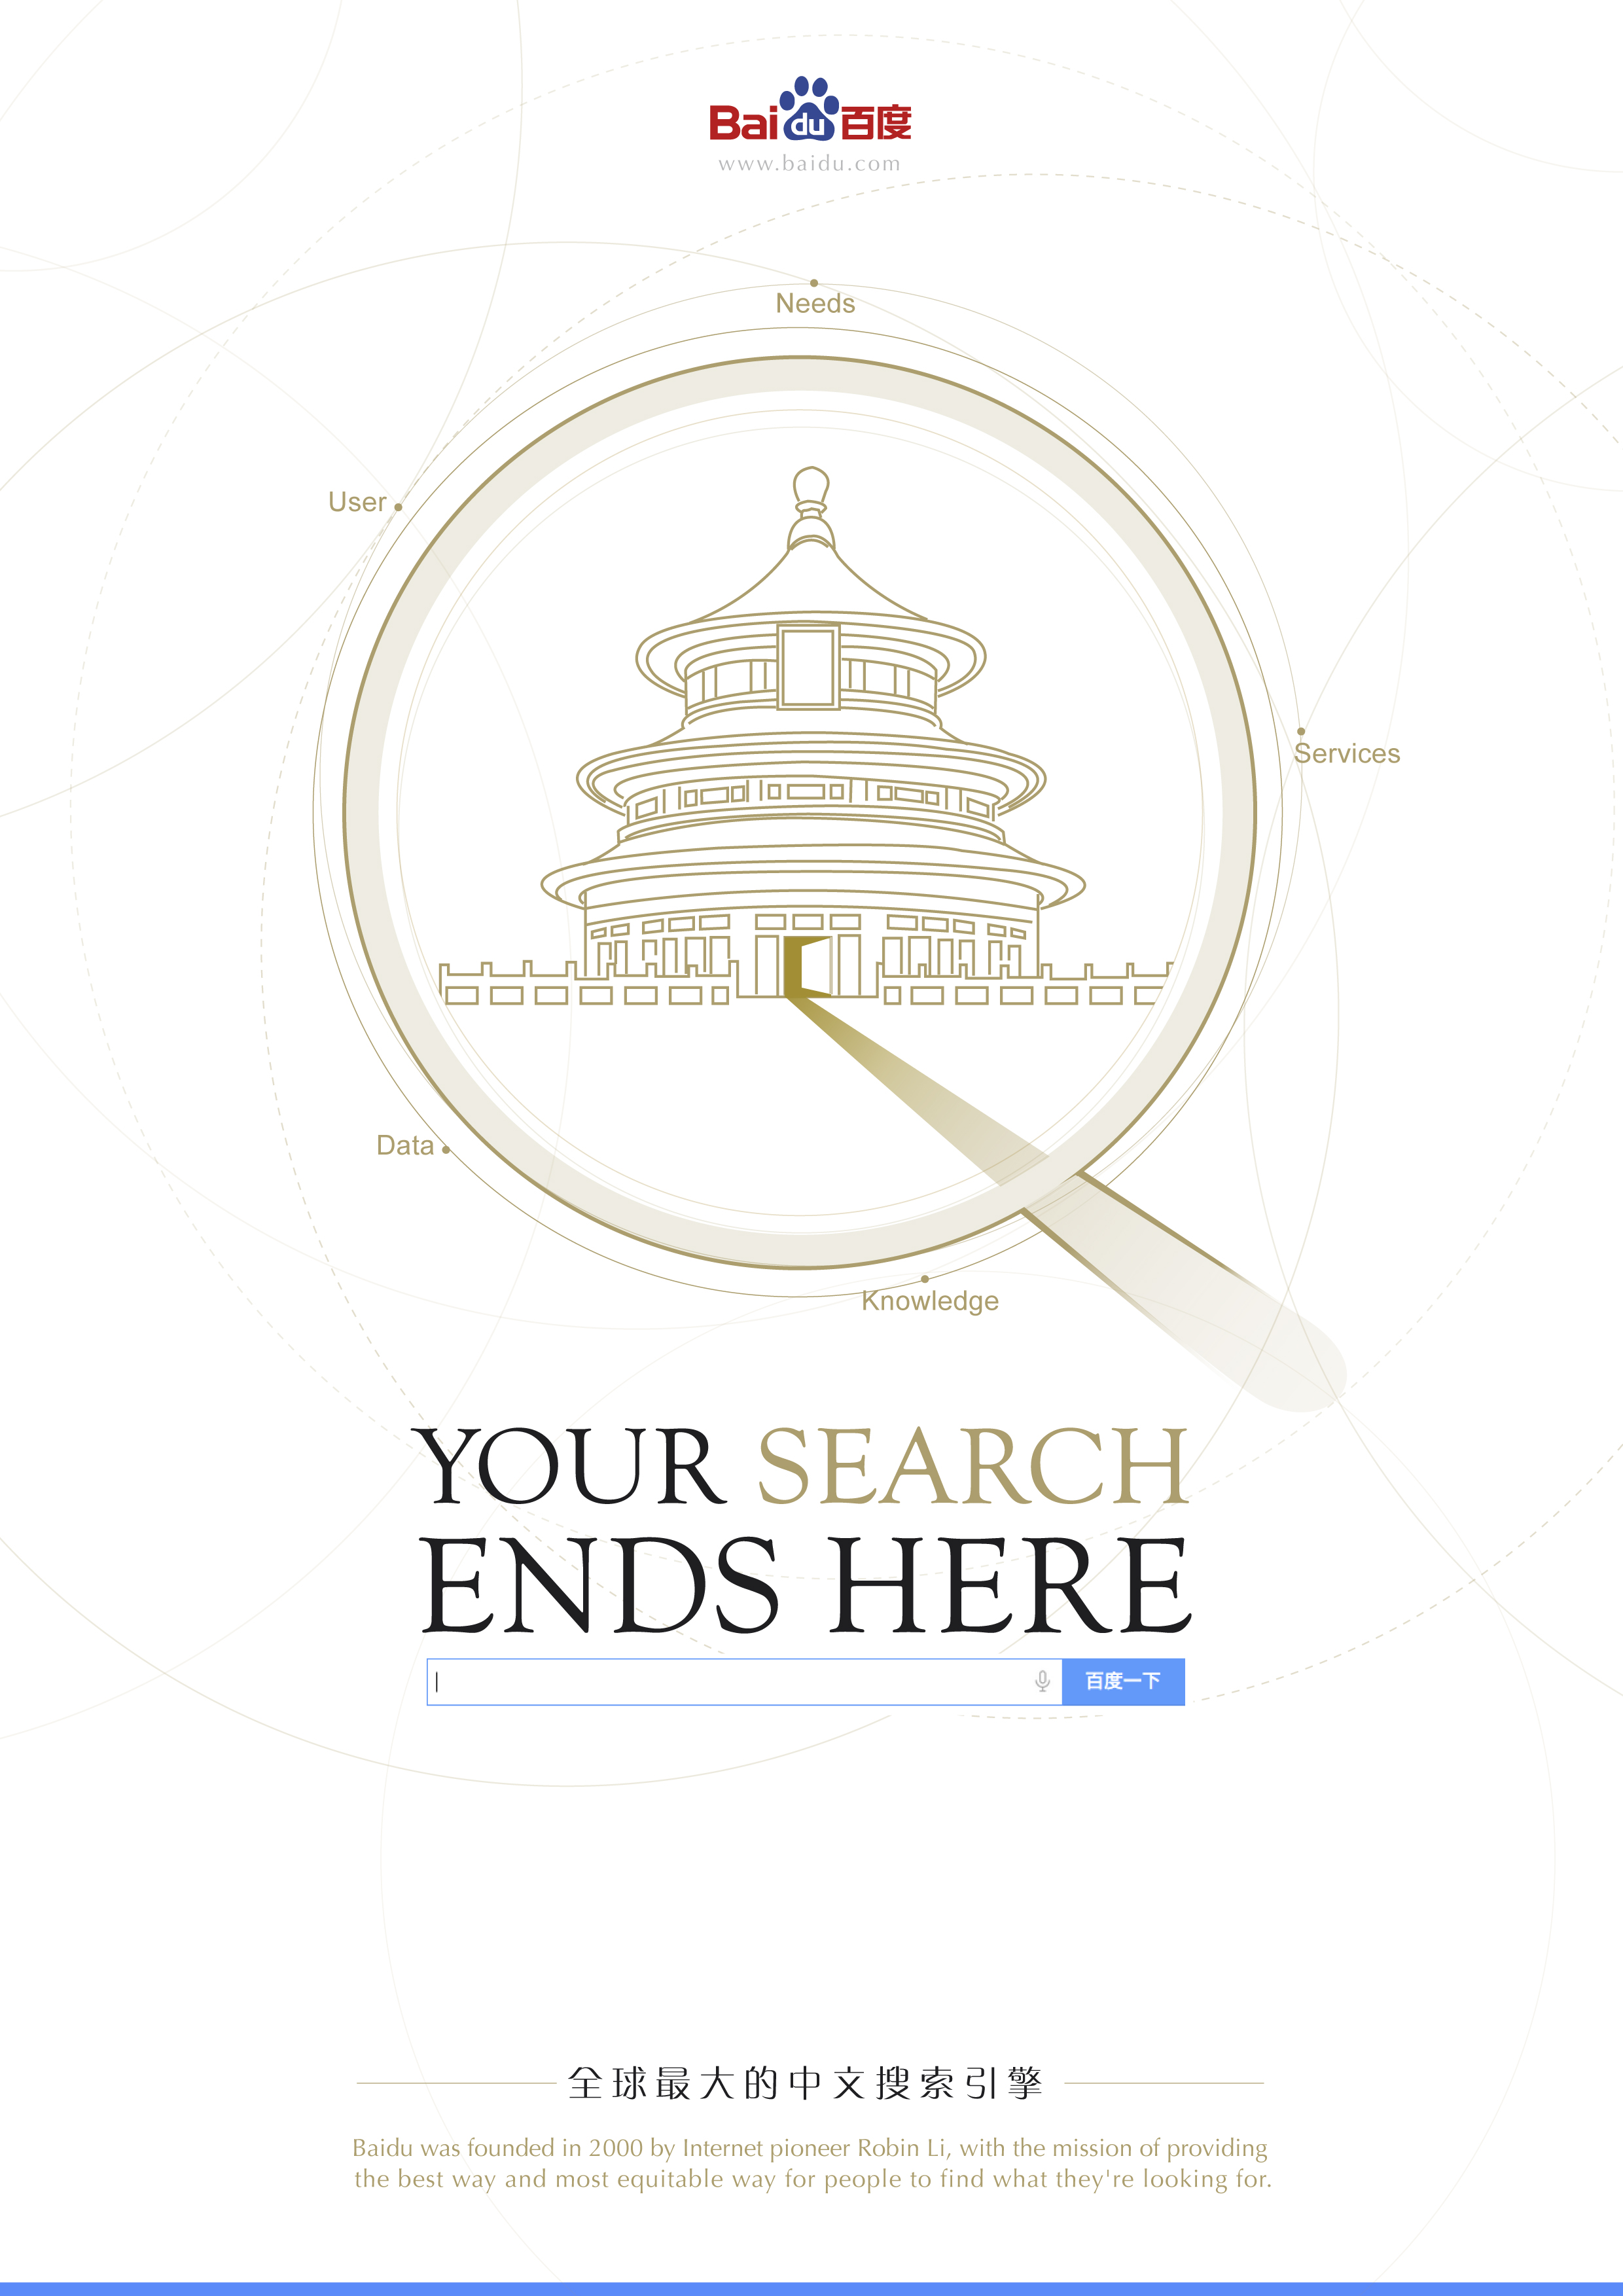 Bai du 百度
www.baidu.com
Needs
User
Services
Data
Knowledge
YOUR SEARCH
ENDS HERE
百度一下
全球最大的中文搜索引擎
Baidu was founded in 2000 by Internet pioneer Robin Li, with the mission of providing
the best way and most equitable way for people to find what they're looking for.